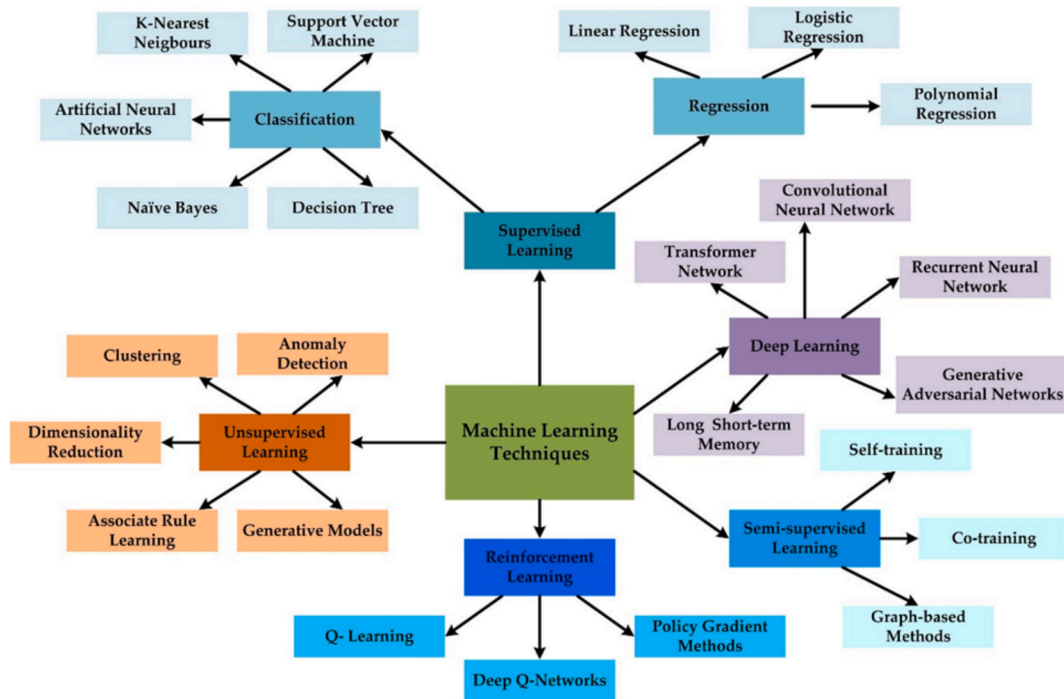 K-Nearest
Neigbours
Support Vector
Machine
Linear Regression
Logistic
Regression
Artificial Neural
Networks
Classification
Regression
Polynomial
Regression
Naïve Bayes
Decision Tree
Supervised
Learning
Convolutional
Neural Network
Transformer
Network
Recurrent Neural
Network
Deep Learning
Generative
Adversarial Networks
Long Short-term
Memory
Clustering
Anomaly
Detection
Dimensionality
Reduction
Unsupervised
Learning
Associate Rule
Learning
Generative Models
Machine Learning
Techniques
Self-training
Semi-supervised
Learning
Co-training
Graph-based
Methods
Reinforcement
Learning
Q- Learning
Deep Q-Networks
Policy Gradient
Methods